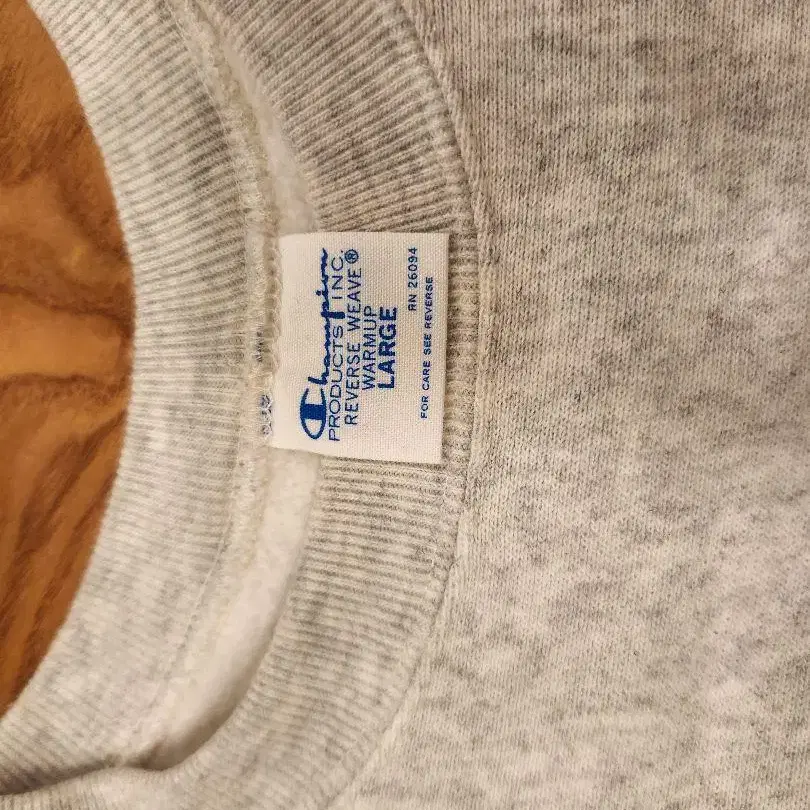 Champion
PRODUCTS INC.
REVERSE WEAVE®
WARMUP
LARGE
RN 26094
FOR CARE SEE REVERSE